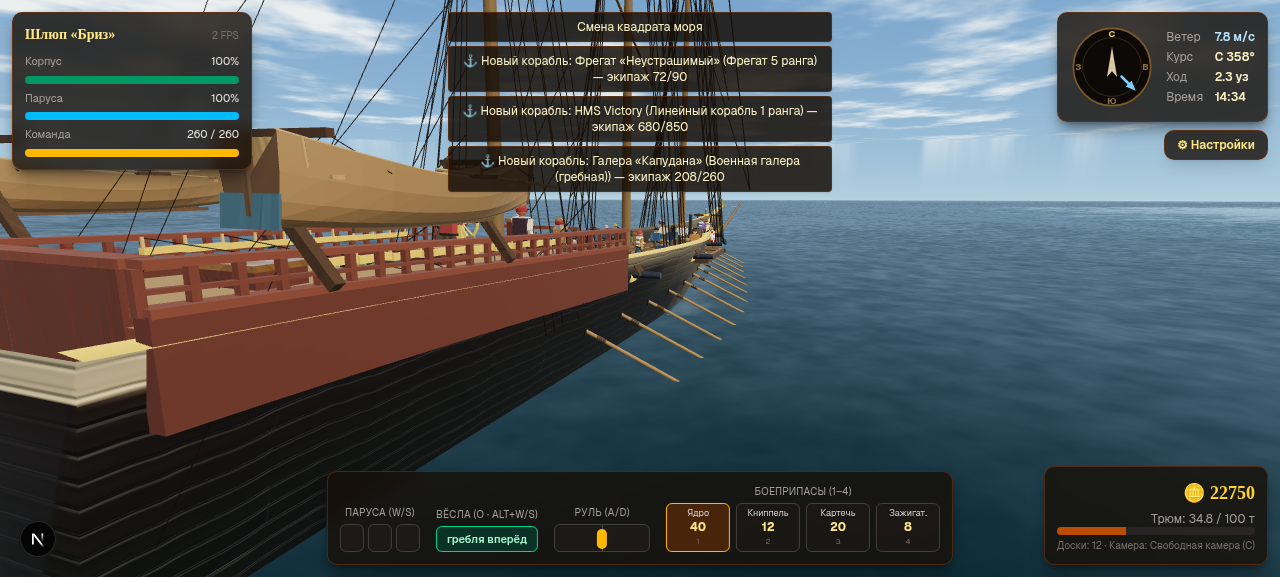 Шлюп «Бриз»
2 FPS
Корпус 100%
Паруса 100%
Команда 260 / 260
Смена квадрата моря
⚓ Новый корабль: Фрегат «Неустрашимый» (Фрегат 5 ранга)
— экипаж 72/90
⚓ Новый корабль: HMS Victory (Линейный корабль 1 ранга) —
экипаж 680/850
⚓ Новый корабль: Галера «Капудана» (Военная галера
(гребная)) — экипаж 208/260
С
З
В
Ю
Ветер 7.8 м/с
Курс С 358°
Ход 2.3 уз
Время 14:34
⚙ Настройки
ПАРУСА (W/S)
ВЁСЛА (O · ALT+W/S)
гребля вперёд
РУЛЬ (A/D)
БОЕПРИПАСЫ (1–4)
Ядро
40
1
Книппель
12
2
Картечь
20
3
Зажигат.
8
4
🪙 22750
Трюм: 34.8 / 100 т
Доски: 12 · Камера: Свободная камера (C)
N